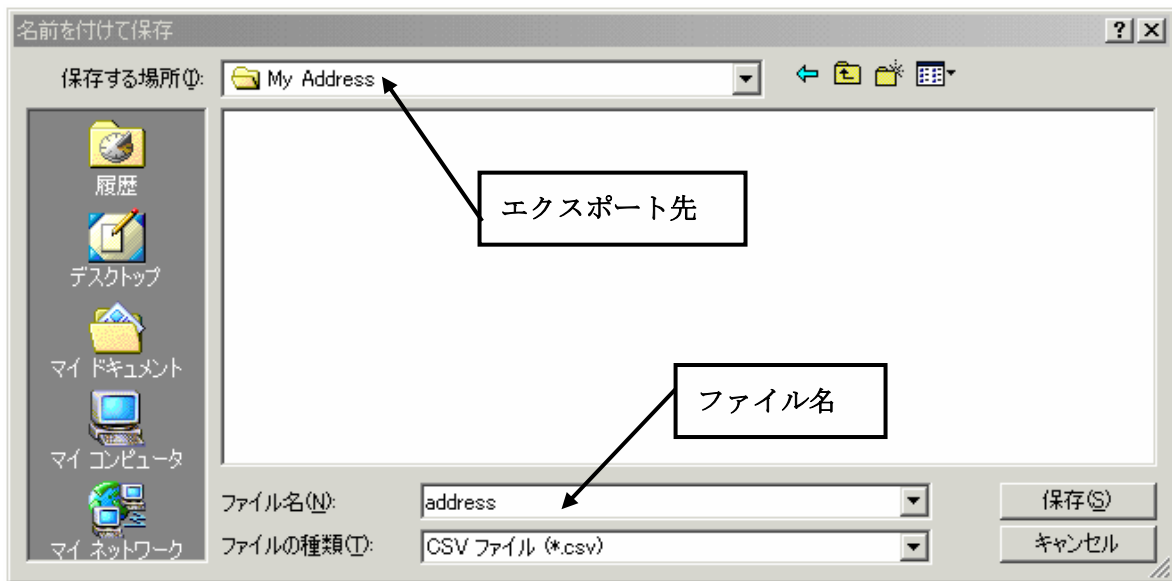 名前を付けて保存
保存する場所(I):
My Address
履歴
デスクトップ
マイ ドキュメント
マイ コンピュータ
マイ ネットワーク
エクスポート先
ファイル名
ファイル名(N):
address
保存(S)
ファイルの種類(T):
CSV ファイル (*.csv)
キャンセル